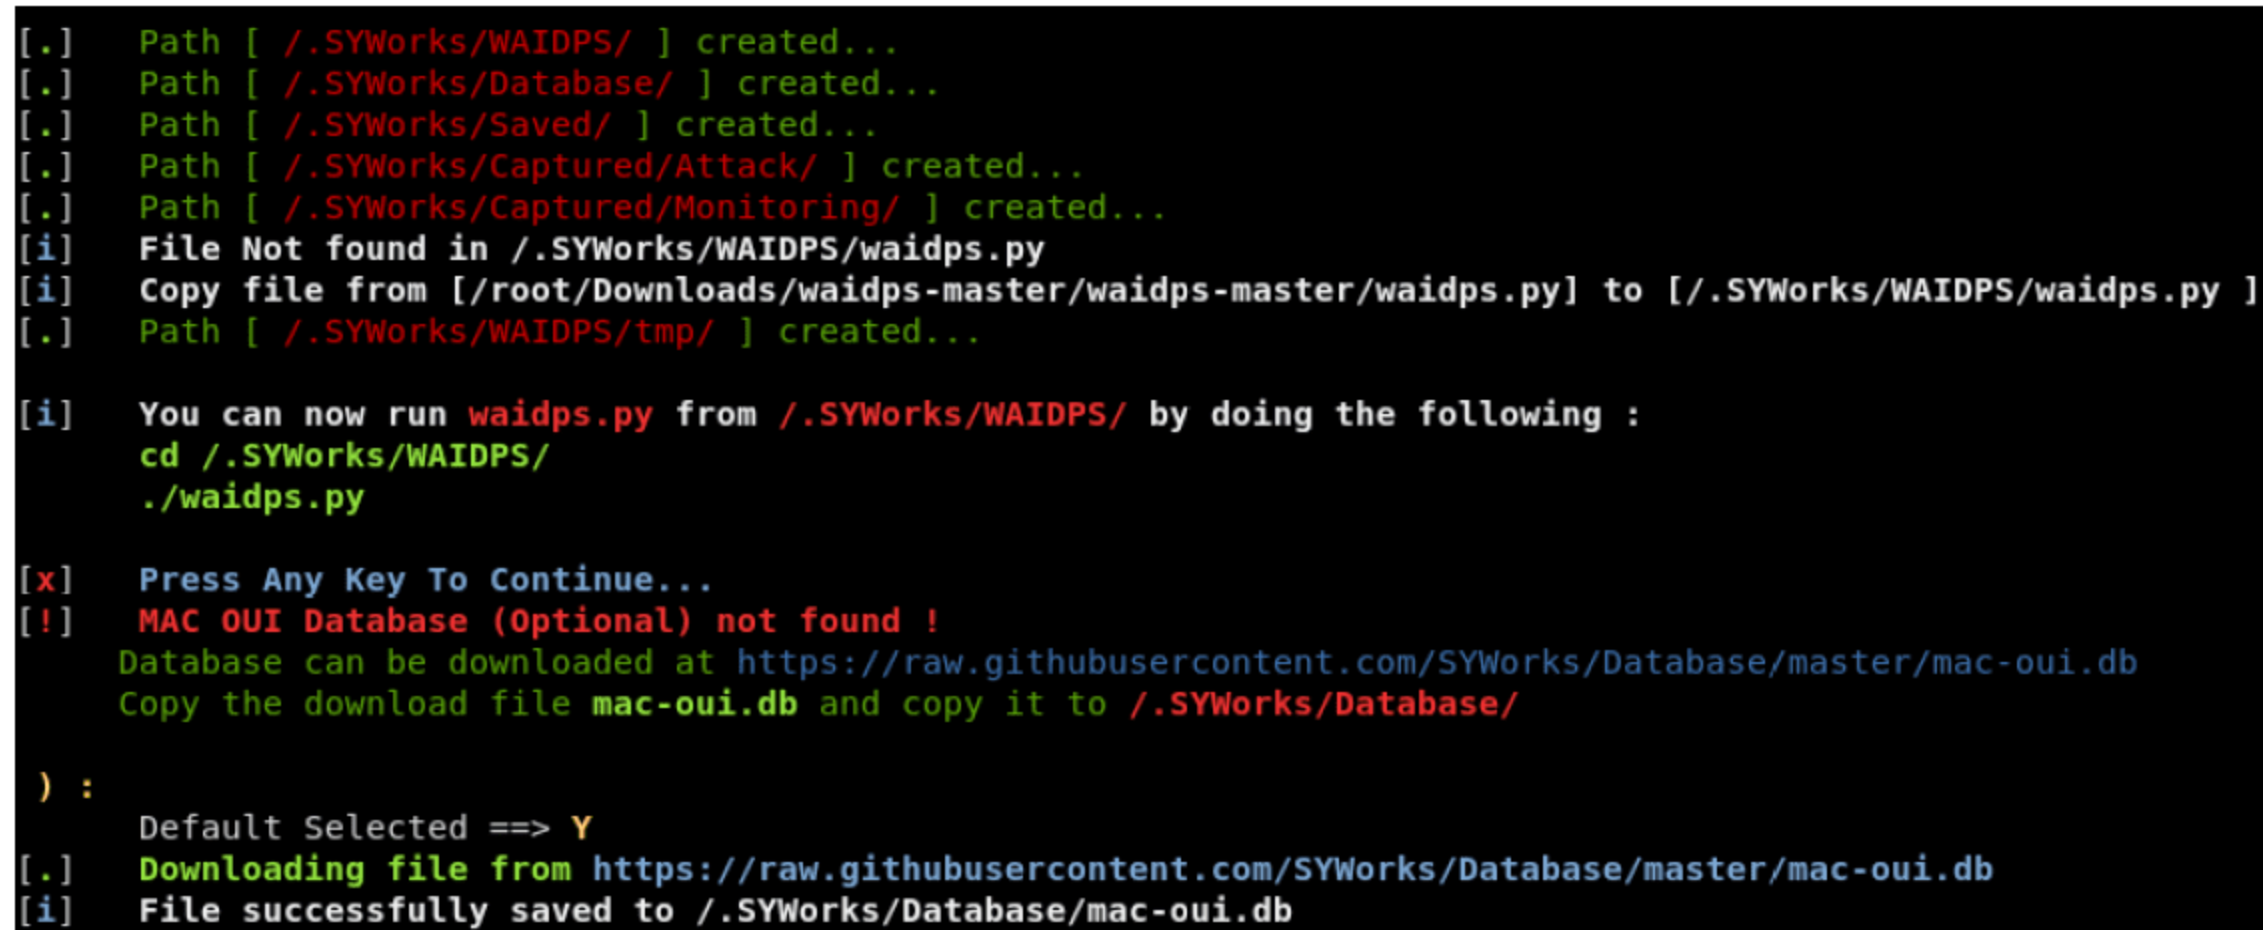 [.] Path [ /.SYWorks/WAIDPS/ ] created...
[.] Path [ /.SYWorks/Database/ ] created...
[.] Path [ /.SYWorks/Saved/ ] created...
[.] Path [ /.SYWorks/Captured/Attack/ ] created...
[.] Path [ /.SYWorks/Captured/Monitoring/ ] created...
[i] File Not found in /.SYWorks/WAIDPS/waidps.py
[i] Copy file from [/root/Downloads/waidps-master/waidps-master/waidps.py] to [/.SYWorks/WAIDPS/waidps.py ]
[.] Path [ /.SYWorks/WAIDPS/tmp/ ] created...
[i] You can now run waidps.py from /.SYWorks/WAIDPS/ by doing the following :
cd /.SYWorks/WAIDPS/
./waidps.py
[x] Press Any Key To Continue...
[!] MAC OUI Database (Optional) not found !
Database can be downloaded at https://raw.githubusercontent.com/SYWorks/Database/master/mac-oui.db
Copy the download file mac-oui.db and copy it to /.SYWorks/Database/
) :
Default Selected ==> Y
[.] Downloading file from https://raw.githubusercontent.com/SYWorks/Database/master/mac-oui.db
[i] File successfully saved to /.SYWorks/Database/mac-oui.db